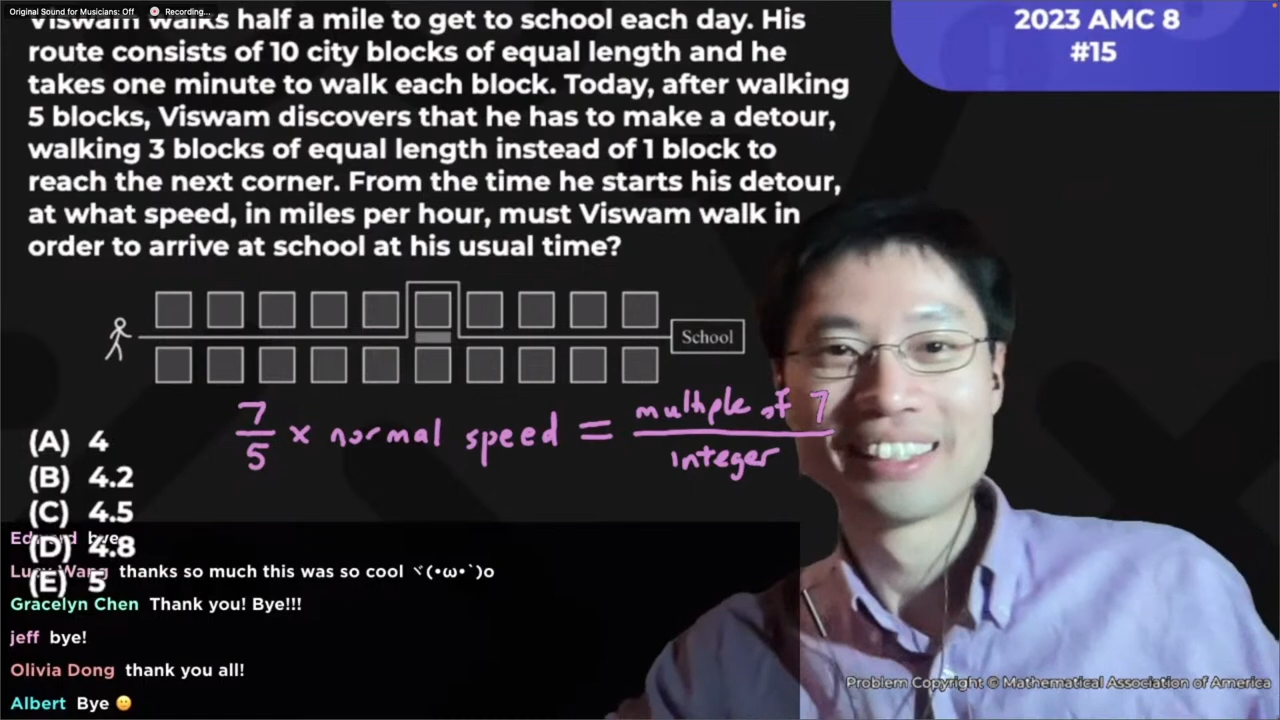 Original Sound for Musicians: Off Recording...
Viswam walks half a mile to get to school each day. His
route consists of 10 city blocks of equal length and he
takes one minute to walk each block. Today, after walking
5 blocks, Viswam discovers that he has to make a detour,
walking 3 blocks of equal length instead of 1 block to
reach the next corner. From the time he starts his detour,
at what speed, in miles per hour, must Viswam walk in
order to arrive at school at his usual time?
2023 AMC 8
#15
School
7/5 × normal speed = multiple of 7 / integer
(A) 4
(B) 4.2
(C) 4.5
(D) 4.8
(E) 5
Edward bye
Lucy Wang thanks so much this was so cool ヾ(•ω•`)o
Gracelyn Chen Thank you! Bye!!!
jeff bye!
Olivia Dong thank you all!
Albert Bye 🙂
Problem Copyright © Mathematical Association of America